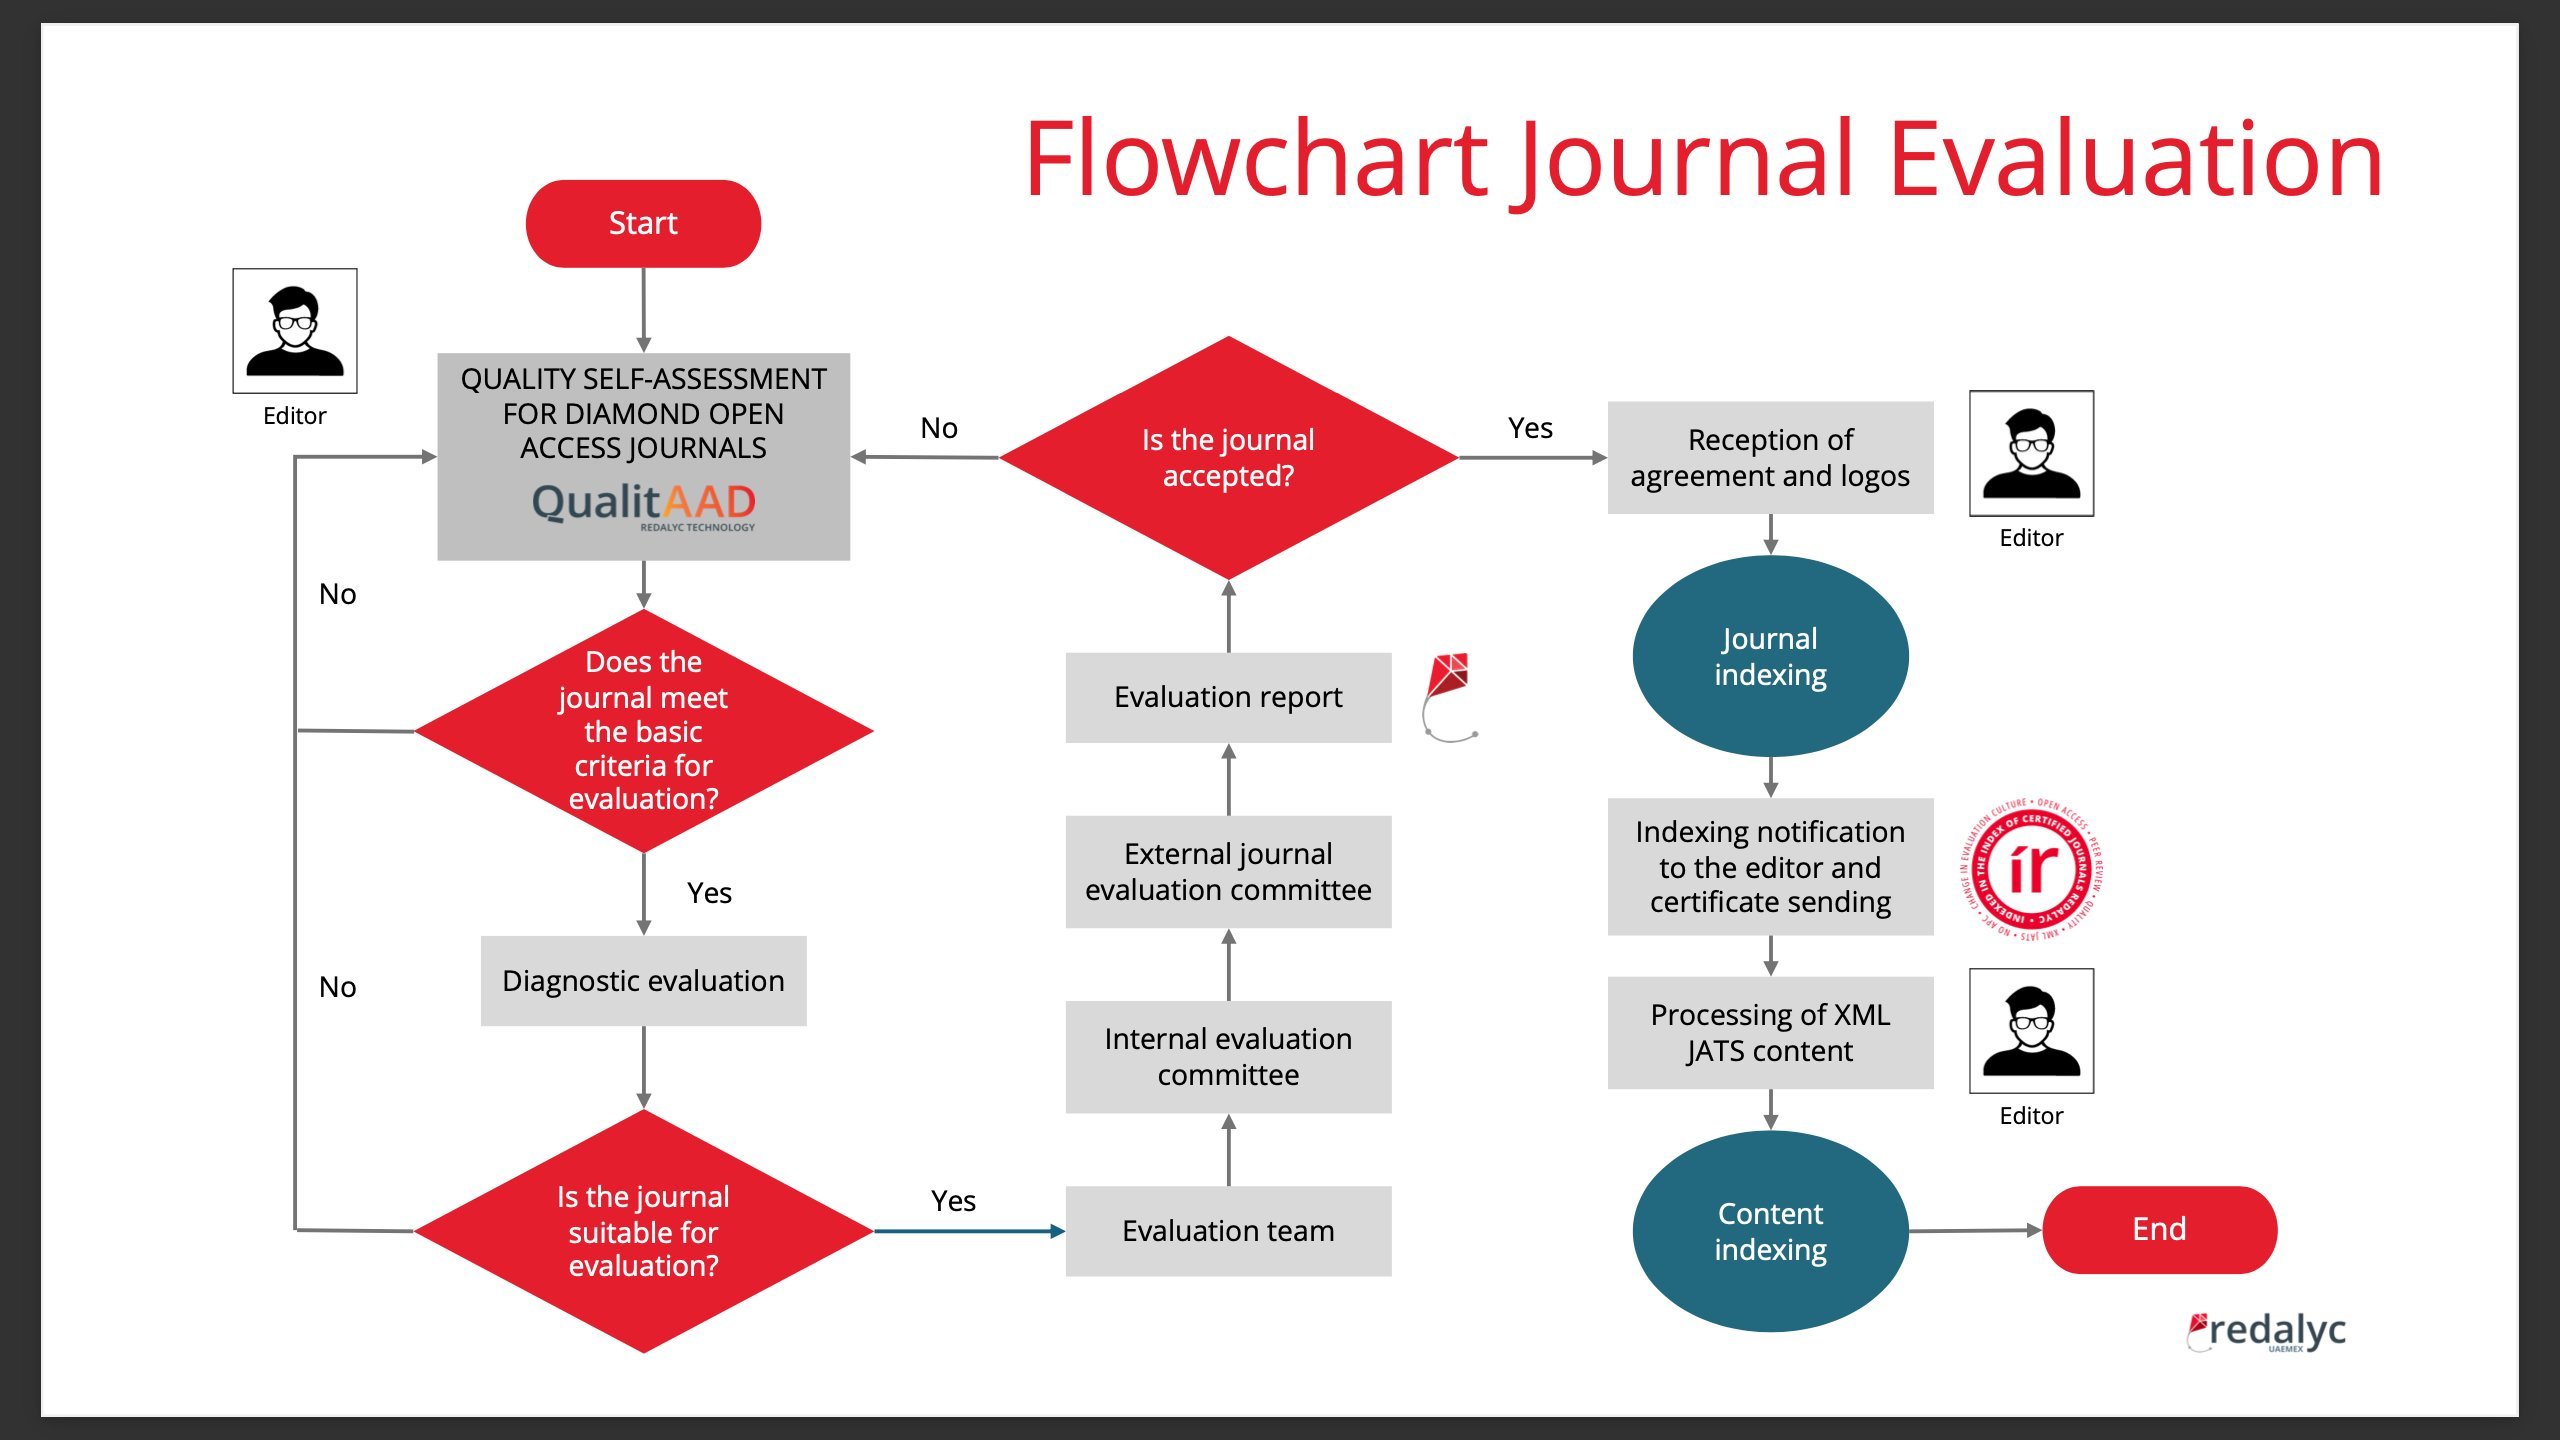 Flowchart Journal Evaluation
Start
Editor
QUALITY SELF-ASSESSMENT
FOR DIAMOND OPEN
ACCESS JOURNALS
QualitAAD
REDALYC TECHNOLOGY
No
Does the
journal meet
the basic
criteria for
evaluation?
Yes
Diagnostic evaluation
No
Is the journal
suitable for
evaluation?
Yes
Evaluation team
Internal evaluation
committee
External journal
evaluation committee
Evaluation report
Is the journal
accepted?
No
Yes
Reception of
agreement and logos
Editor
Journal
indexing
Indexing notification
to the editor and
certificate sending
CHANGE IN EVALUATION CULTURE • OPEN ACCESS • PEER REVIEW • QUALITY • XML JATS • NO APC •
INDEXED IN THE INDEX OF CERTIFIED JOURNALS REDALYC •
ír
Processing of XML
JATS content
Editor
Content
indexing
End
redalyc
UAEMEX